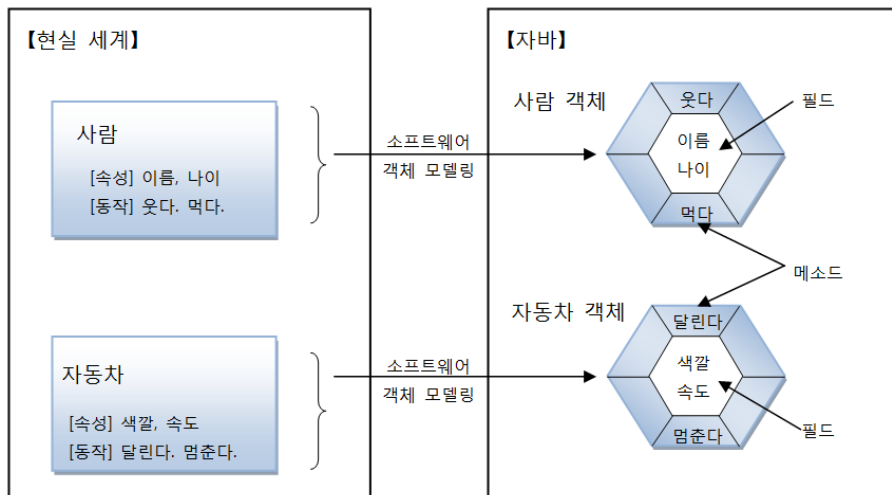 【현실 세계】
사람
[속성] 이름, 나이
[동작] 웃다. 먹다.
자동차
[속성] 색깔, 속도
[동작] 달린다. 멈춘다.
소프트웨어
객체 모델링
소프트웨어
객체 모델링
【자바】
사람 객체
웃다
이름
나이
먹다
필드
메소드
자동차 객체
달린다
색깔
속도
멈춘다
필드